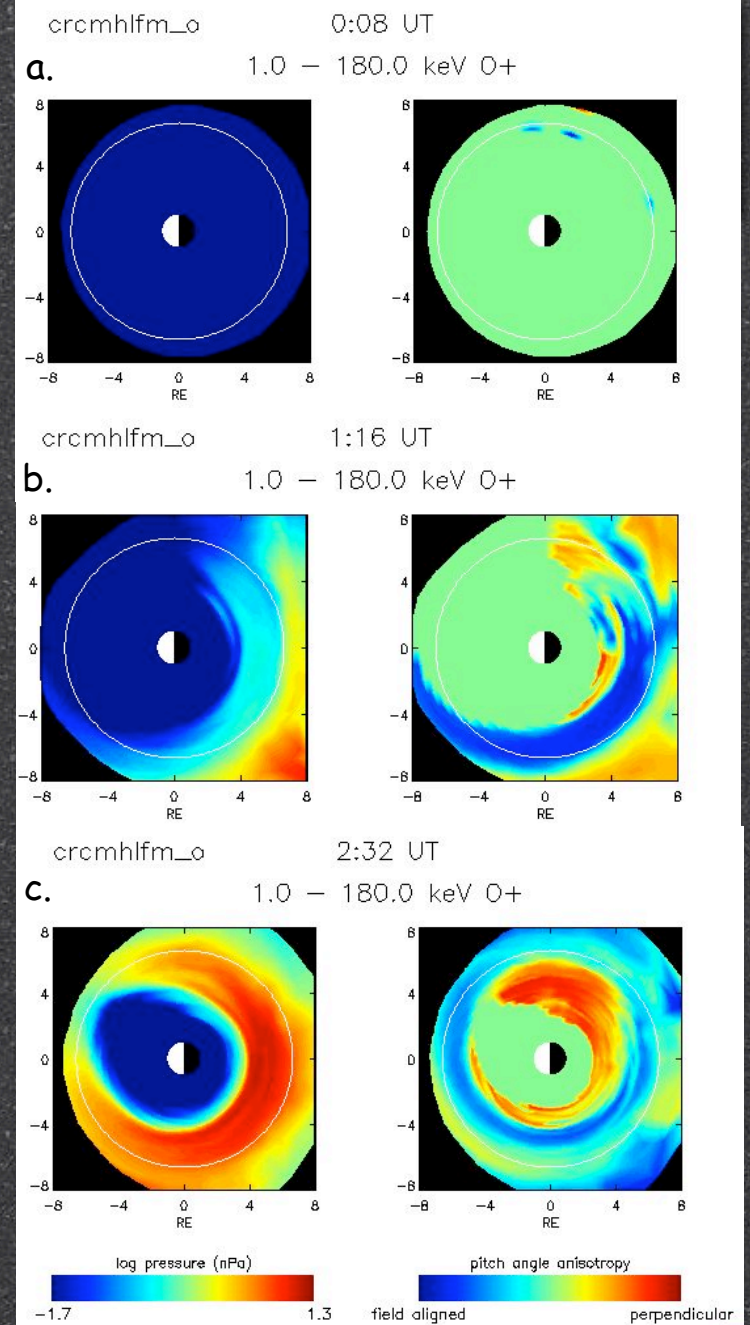 crcmhlfm_a 0:08 UT
a. 1.0 – 180.0 keV O+
8 8
4 4
0 0
−4 −4
−8 −8
−8 −4 0 4 8 −8 −4 0 4 8
RE RE
crcmhlfm_a 1:16 UT
b. 1.0 – 180.0 keV O+
8 8
4 4
0 0
−4 −4
−8 −8
−8 −4 0 4 8 −8 −4 0 4 8
RE RE
crcmhlfm_a 2:32 UT
c. 1.0 – 180.0 keV O+
8 8
4 4
0 0
−4 −4
−8 −8
−8 −4 0 4 8 −8 −4 0 4 8
RE RE
log pressure (nPa) pitch angle anisotropy
−1.7 1.3 field aligned perpendicular